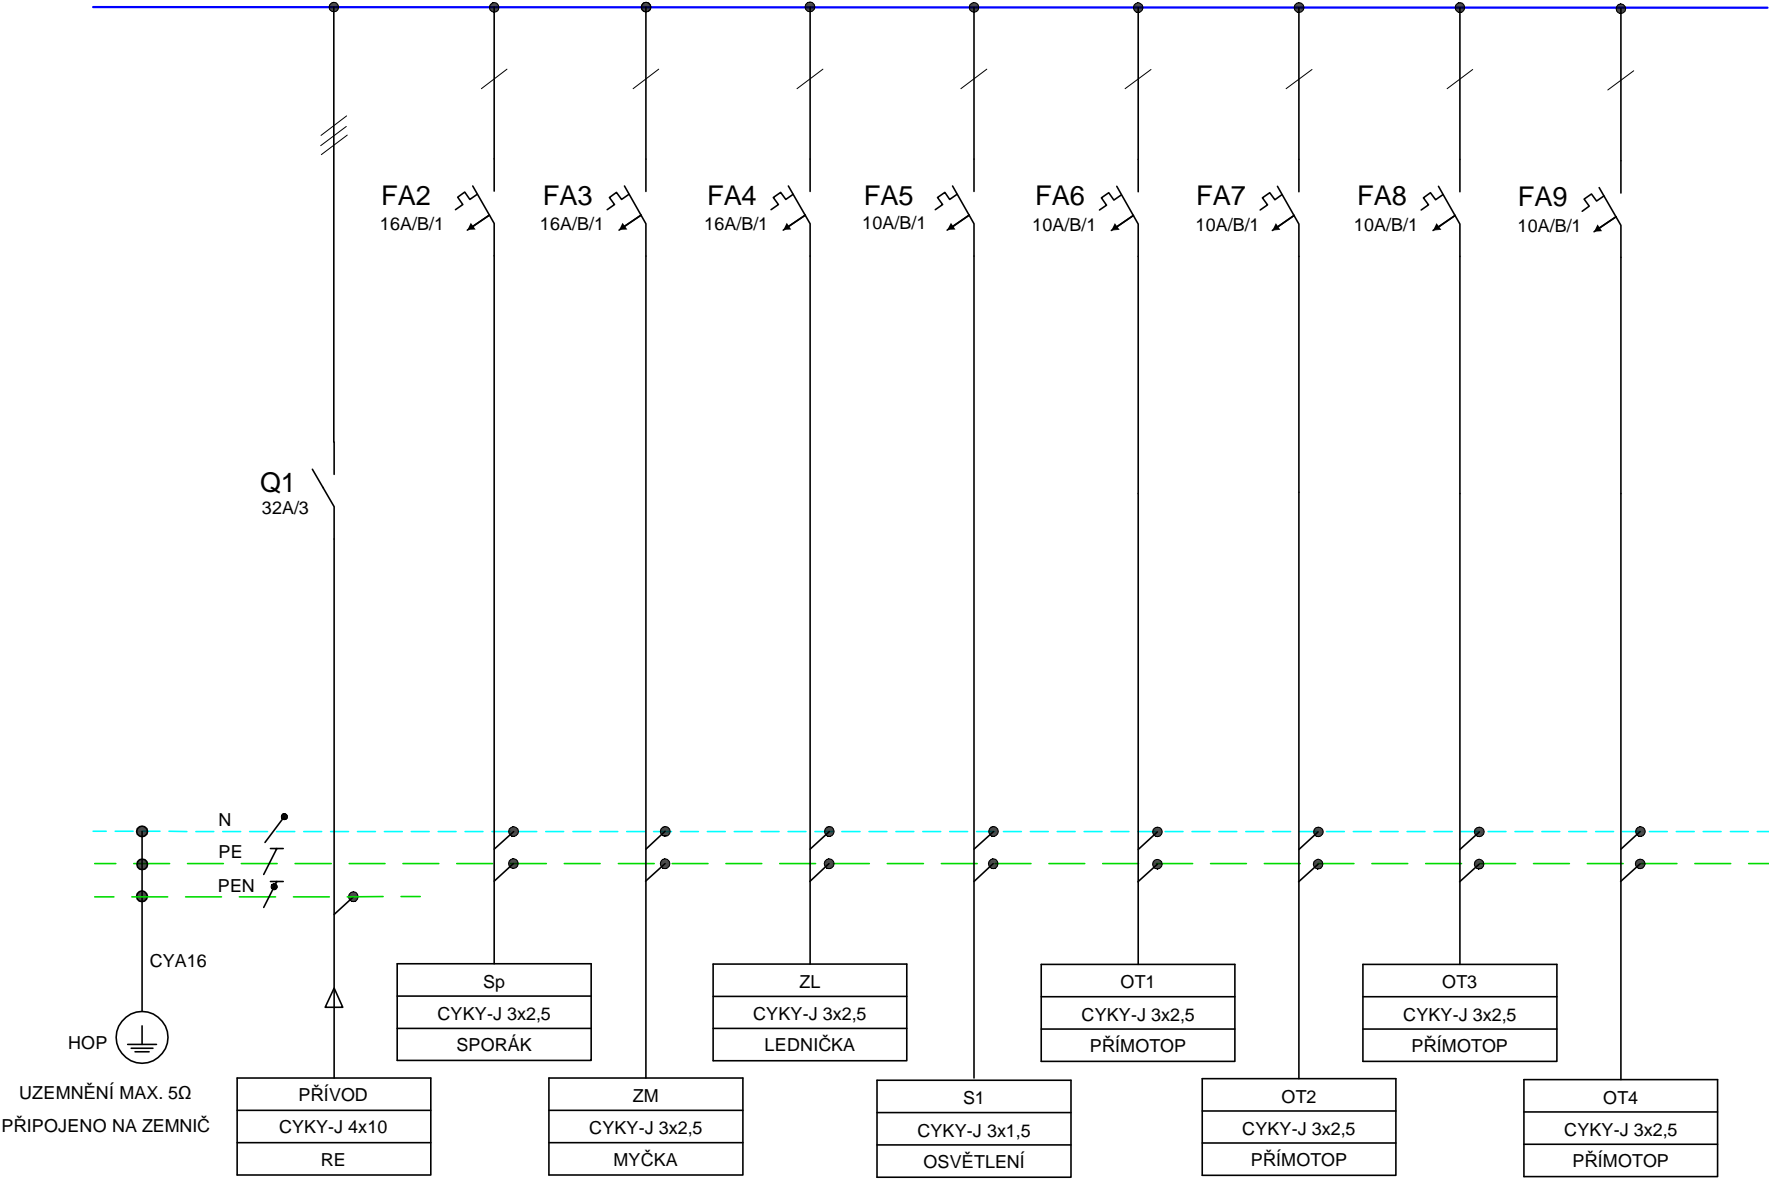 FA2
16A/B/1
FA3
16A/B/1
FA4
16A/B/1
FA5
10A/B/1
FA6
10A/B/1
FA7
10A/B/1
FA8
10A/B/1
FA9
10A/B/1
Q1
32A/3
N
PE
PEN
CYA16
HOP
UZEMNĚNÍ MAX. 5Ω
PŘIPOJENO NA ZEMNIČ
PŘÍVOD
CYKY-J 4x10
RE
Sp
CYKY-J 3x2,5
SPORÁK
ZM
CYKY-J 3x2,5
MYČKA
ZL
CYKY-J 3x2,5
LEDNIČKA
S1
CYKY-J 3x1,5
OSVĚTLENÍ
OT1
CYKY-J 3x2,5
PŘÍMOTOP
OT2
CYKY-J 3x2,5
PŘÍMOTOP
OT3
CYKY-J 3x2,5
PŘÍMOTOP
OT4
CYKY-J 3x2,5
PŘÍMOTOP